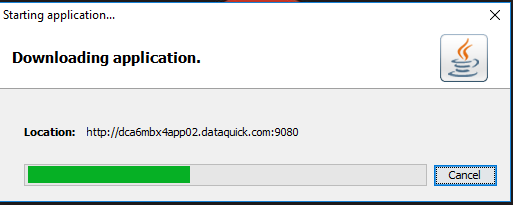 Starting application...
Downloading application.
Location: http://dca6mbx4app02.dataquick.com:9080
Cancel